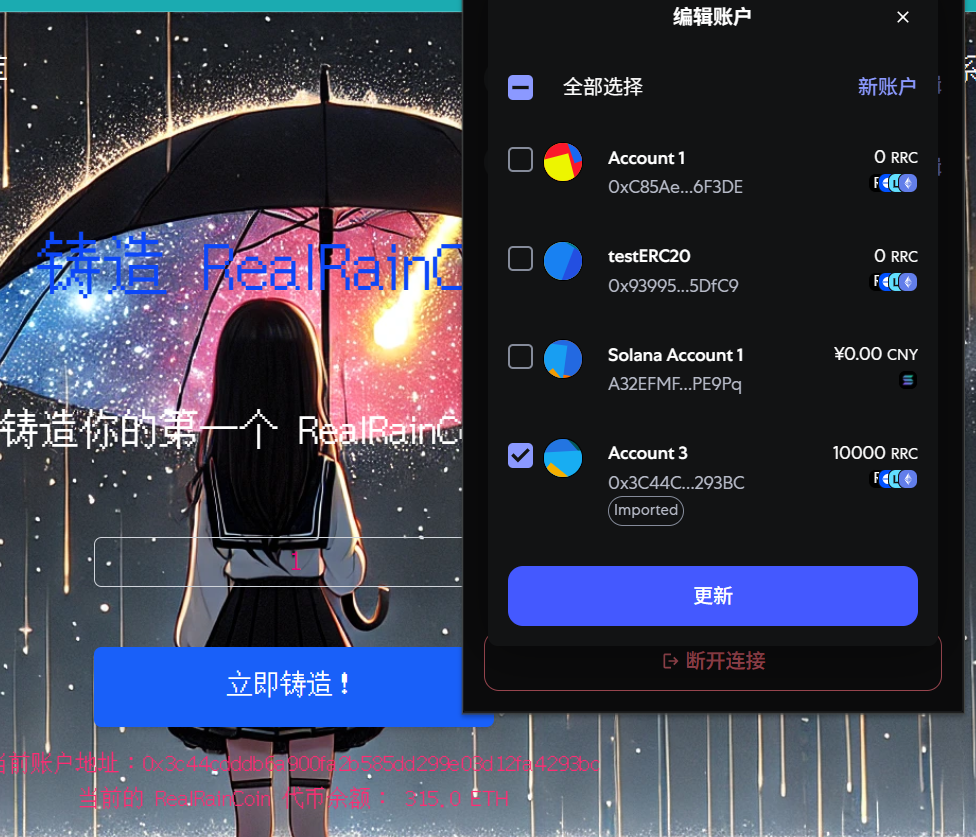 编辑账户
全部选择
新账户
Account 1
0 RRC
0xC85Ae...6F3DE
testERC20
0 RRC
0x93995...5DfC9
Solana Account 1
¥0.00 CNY
A32EFMF...PE9Pq
Account 3
10000 RRC
0x3C44C...293BC
Imported
更新
断开连接
铸造 RealRainC
铸造你的第一个 RealRainC
1
立即铸造！
当前账户地址：
当前的 RealRainCoin 代币余额： 315.0 ETH